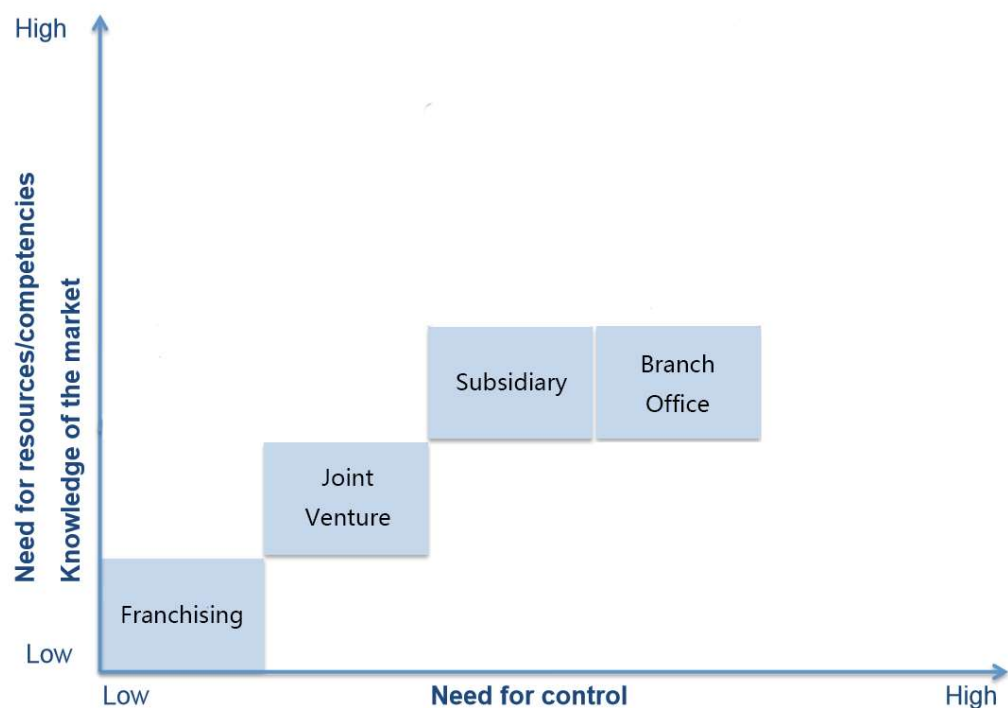 High
Need for resources/competencies
Knowledge of the market
Subsidiary
Branch
Office
Joint
Venture
Franchising
Low
Low
Need for control
High